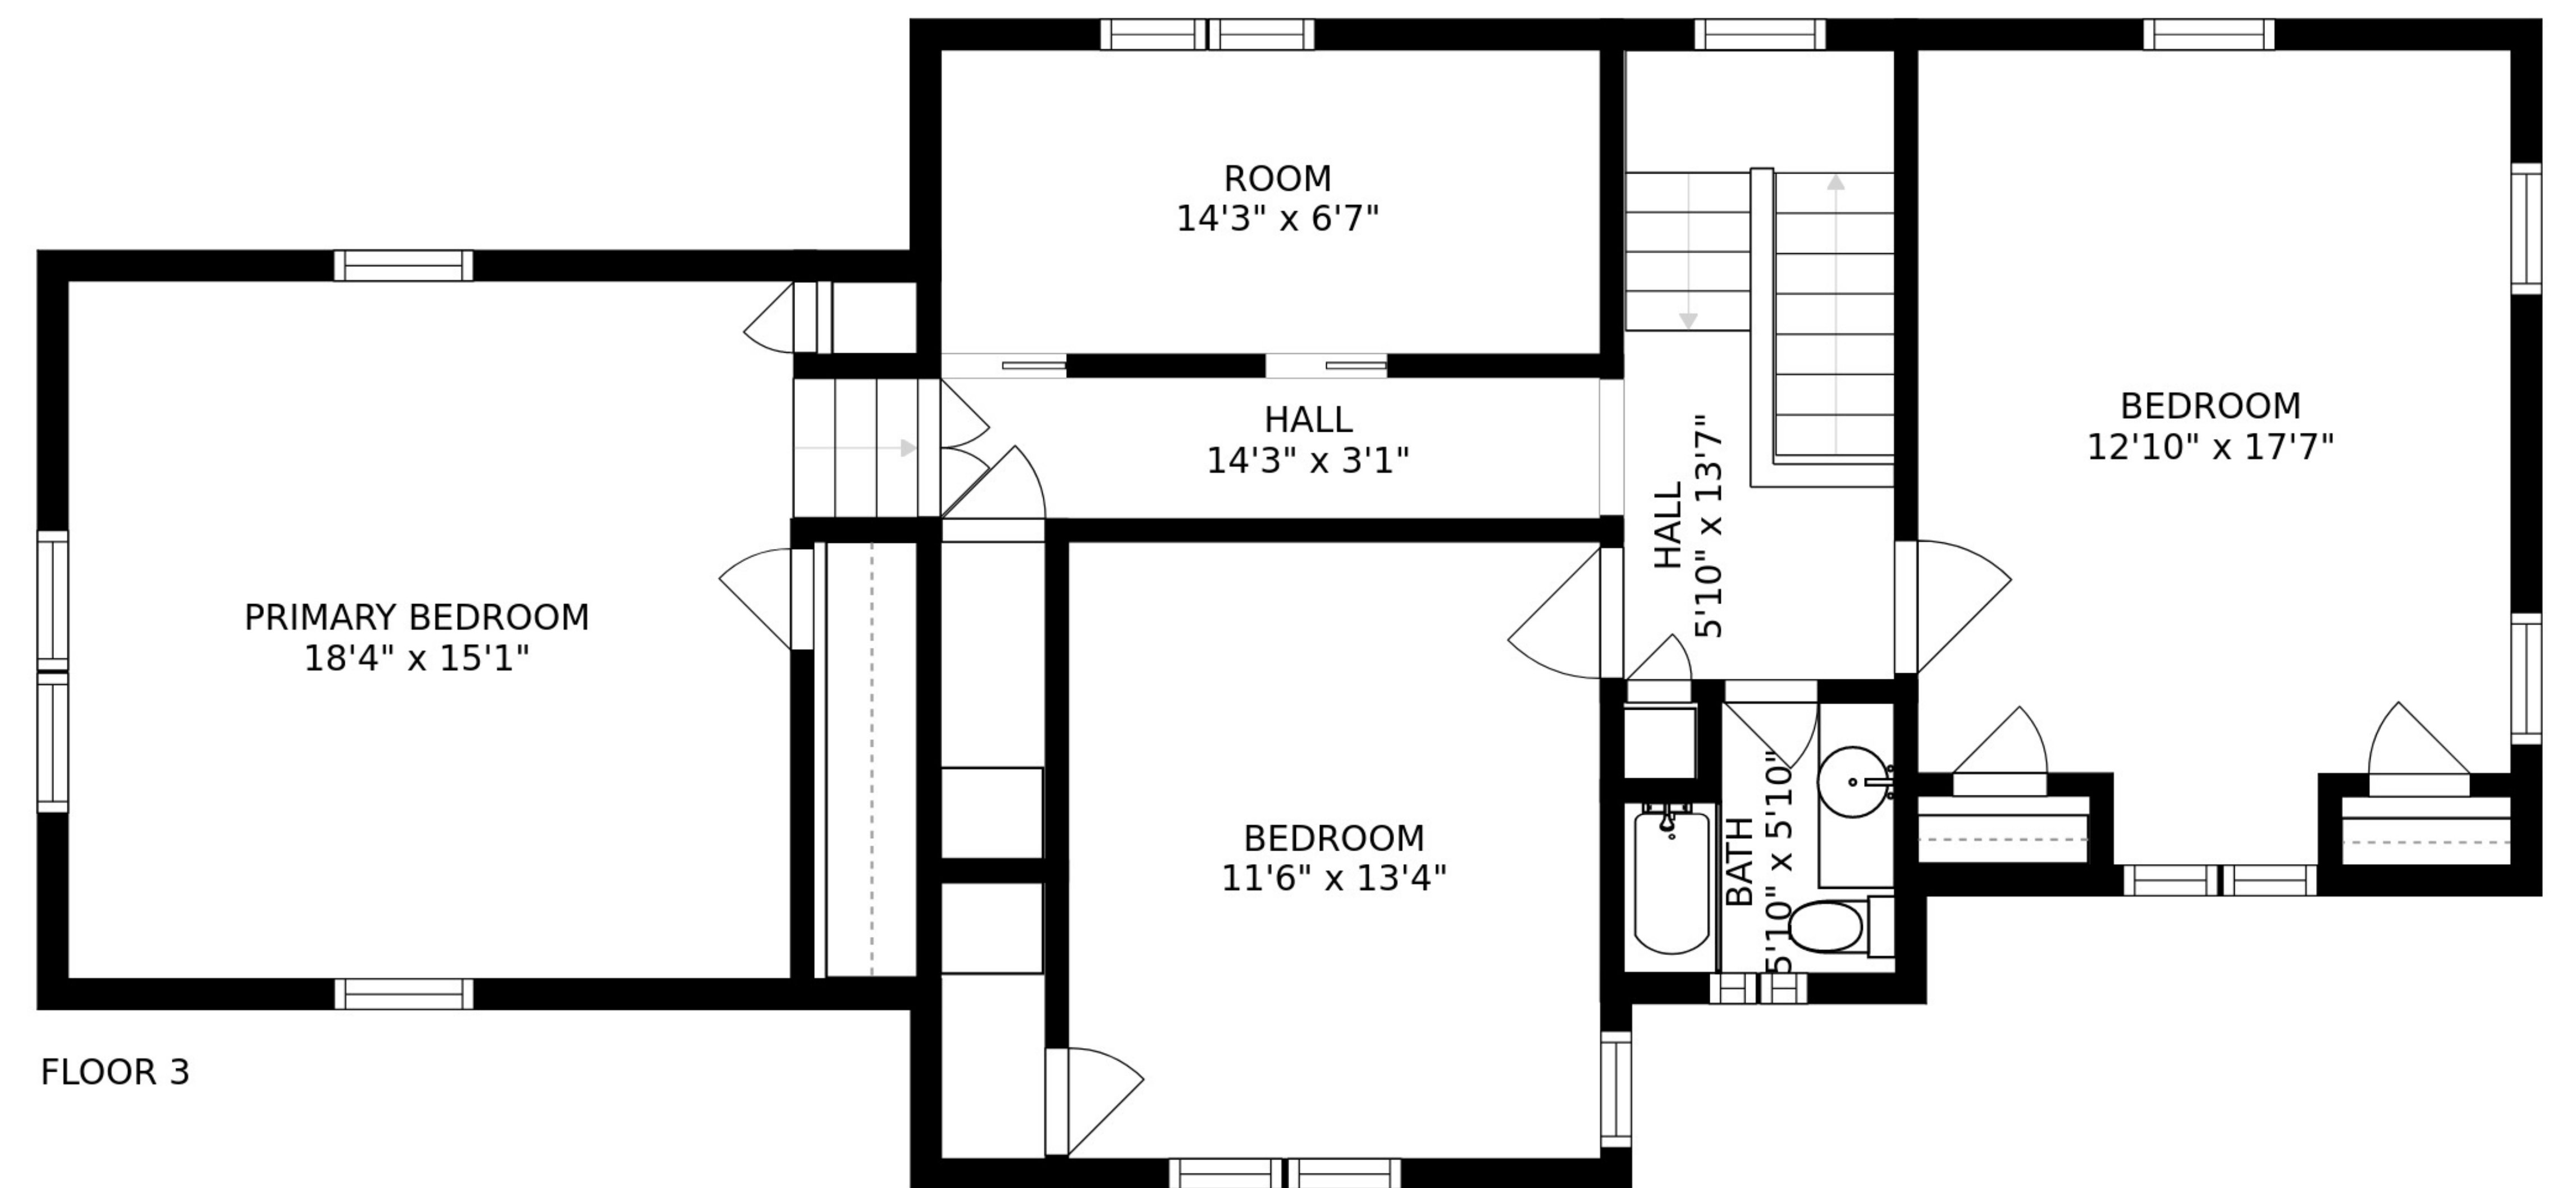 ROOM
14'3" x 6'7"
HALL
14'3" x 3'1"
HALL
5'10" x 13'7"
BEDROOM
12'10" x 17'7"
PRIMARY BEDROOM
18'4" x 15'1"
BEDROOM
11'6" x 13'4"
BATH
5'10" x 5'10"
FLOOR 3